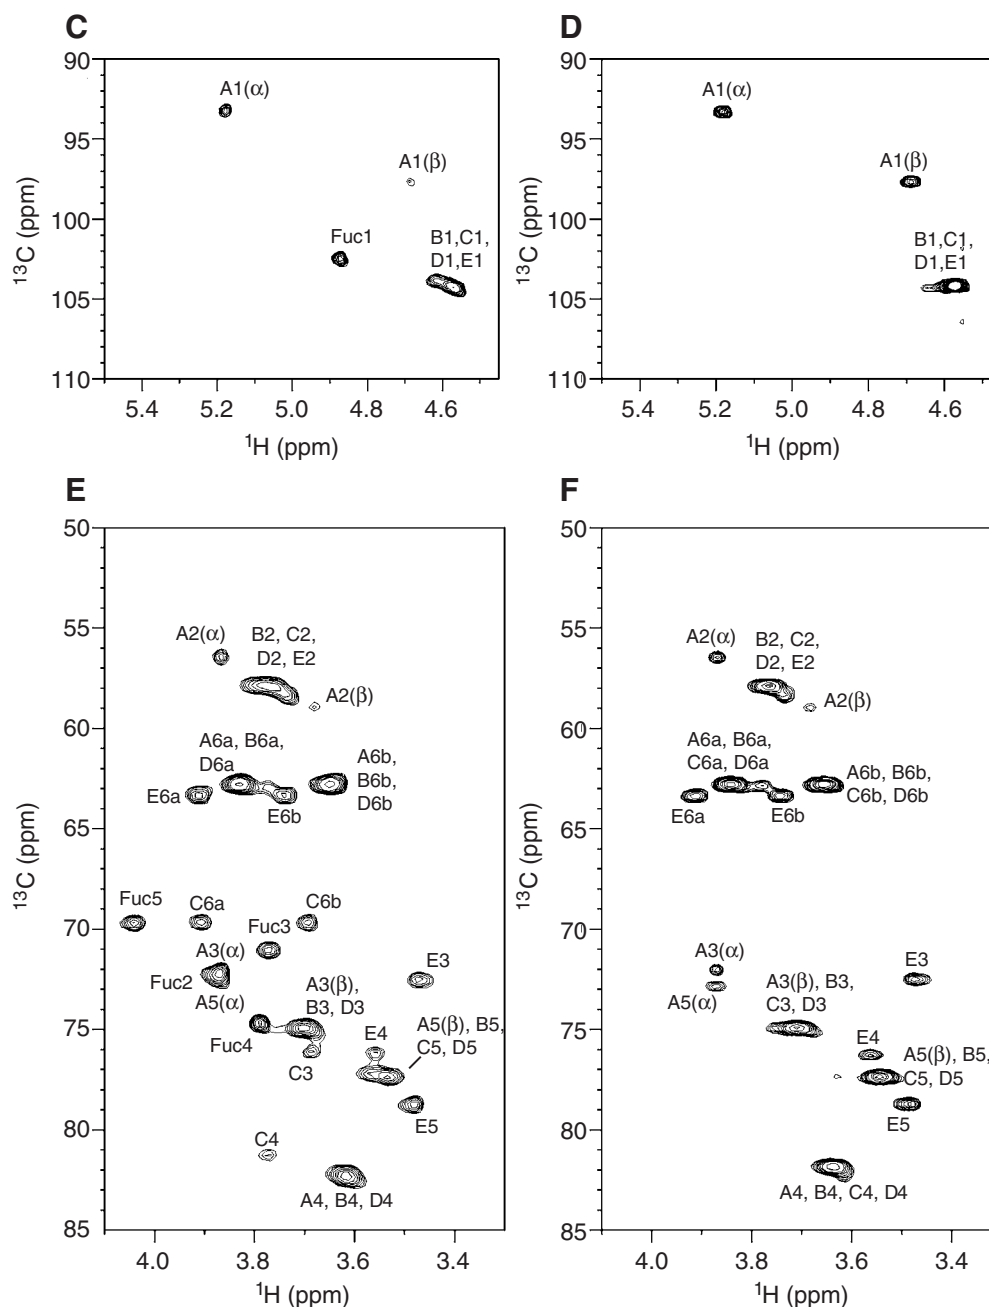 C
90
95
100
105
110
13C (ppm)
5.4
5.2
5.0
4.8
4.6
1H (ppm)
A1(α)
A1(β)
Fuc1
B1,C1,
D1,E1
D
90
95
100
105
110
13C (ppm)
5.4
5.2
5.0
4.8
4.6
1H (ppm)
A1(α)
A1(β)
B1,C1,
D1,E1
E
50
55
60
65
70
75
80
85
13C (ppm)
4.0
3.8
3.6
3.4
1H (ppm)
A2(α)
B2, C2,
D2, E2
A2(β)
A6a, B6a,
D6a
A6b,
B6b,
D6b
E6a
E6b
Fuc5
C6a
C6b
Fuc3
A3(α)
Fuc2
A5(α)
A3(β),
B3, D3
E3
Fuc4
C3
E4
A5(β), B5,
C5, D5
E5
C4
A4, B4, D4
F
50
55
60
65
70
75
80
85
13C (ppm)
4.0
3.8
3.6
3.4
1H (ppm)
A2(α)
B2, C2,
D2, E2
A2(β)
A6a, B6a,
C6a, D6a
A6b, B6b,
C6b, D6b
E6a
E6b
A3(α)
A5(α)
A3(β), B3,
C3, D3
E3
E4
A5(β), B5,
C5, D5
E5
A4, B4, C4, D4